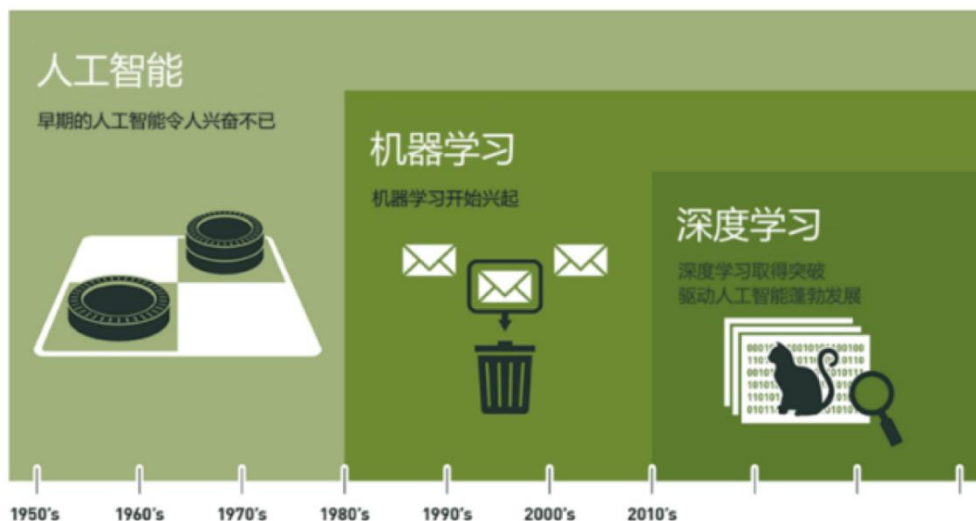 人工智能
早期的人工智能令人兴奋不已
机器学习
机器学习开始兴起
深度学习
深度学习取得突破
驱动人工智能蓬勃发展
1950's 1960's 1970's 1980's 1990's 2000's 2010's